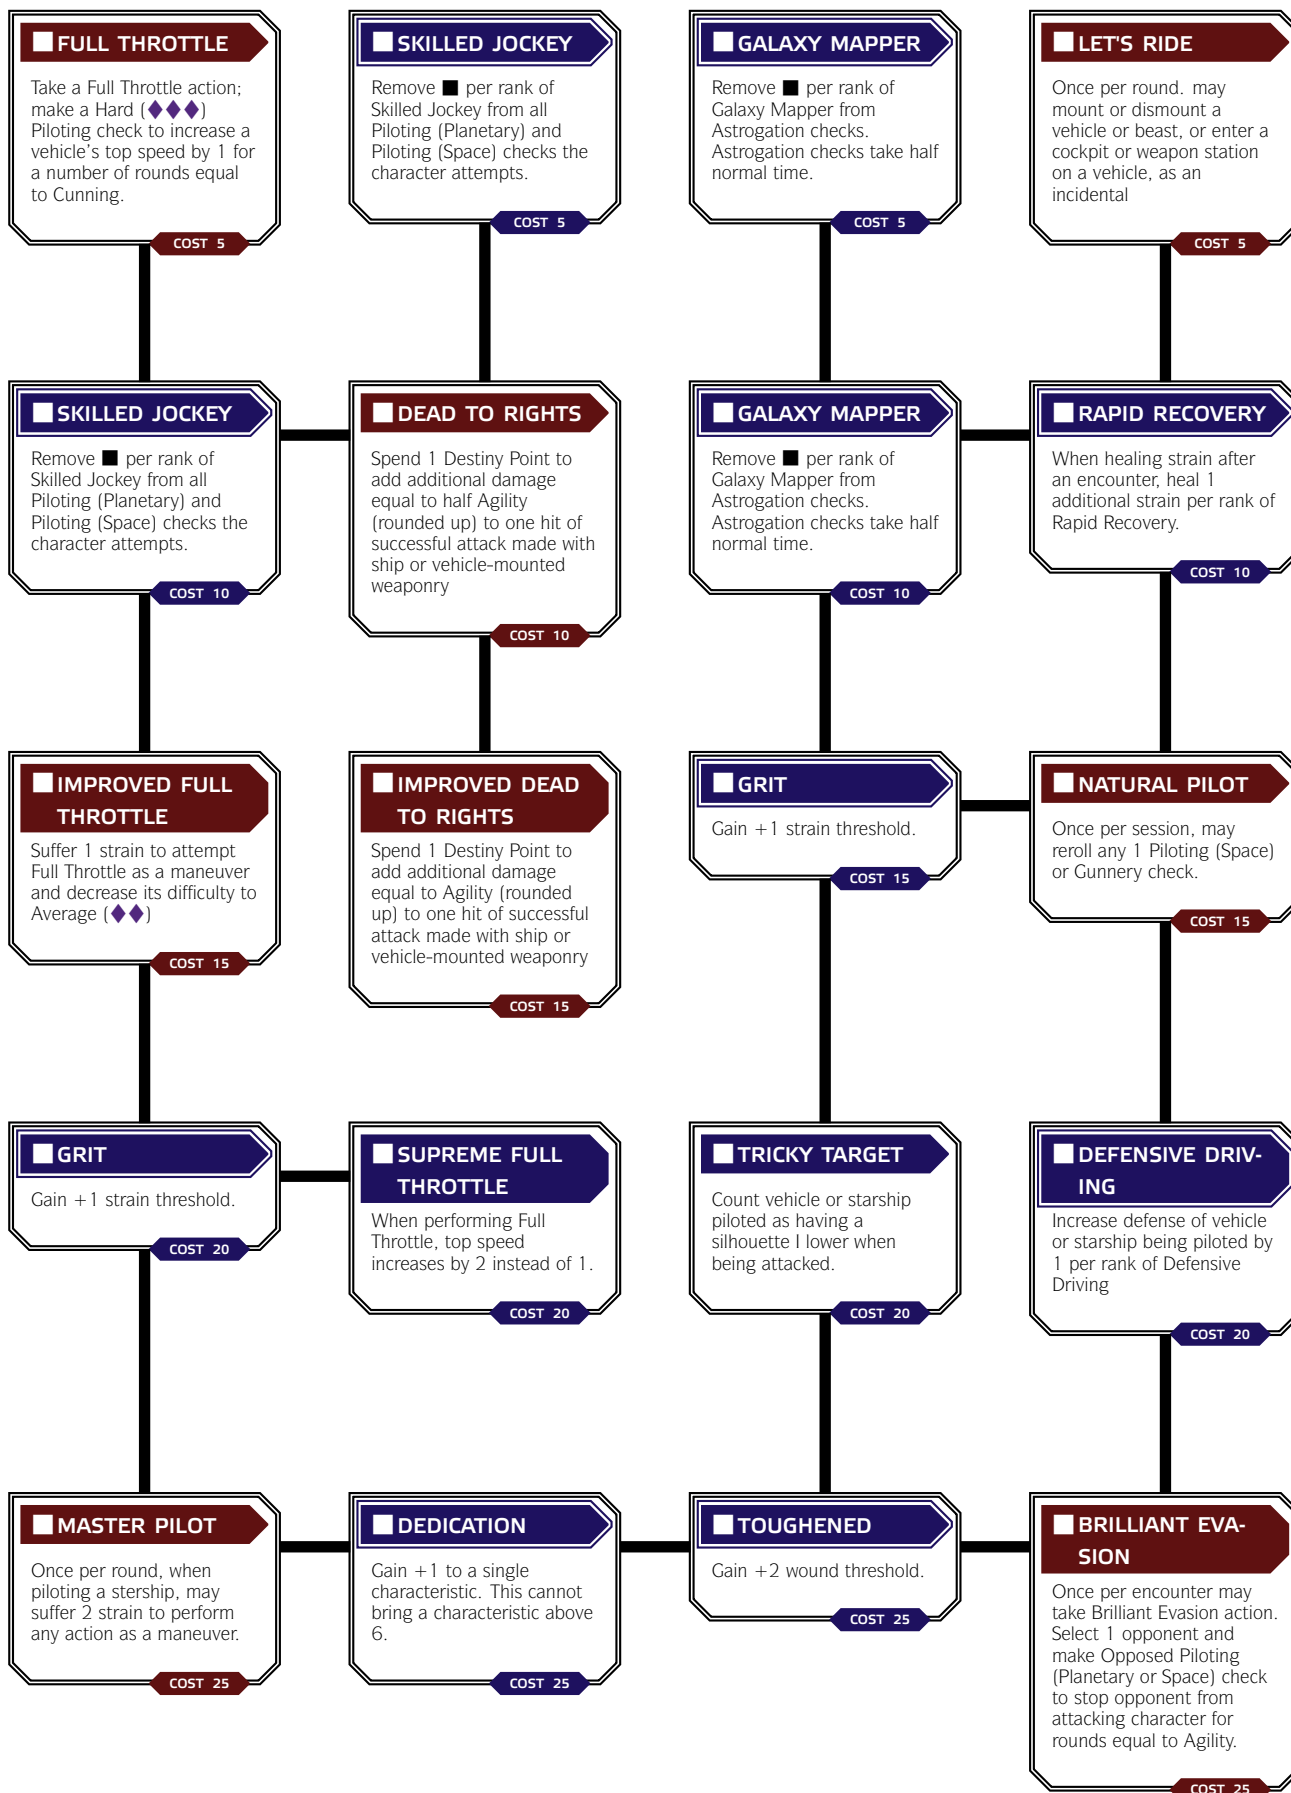 FULL THROTTLE
Take a Full Throttle action;
make a Hard (♦♦♦)
Piloting check to increase a
vehicle's top speed by 1 for
a number of rounds equal
to Cunning.
COST 5
SKILLED JOCKEY
Remove ■ per rank of
Skilled Jockey from all
Piloting (Planetary) and
Piloting (Space) checks the
character attempts.
COST 5
GALAXY MAPPER
Remove ■ per rank of
Galaxy Mapper from
Astrogation checks.
Astrogation checks take half
normal time.
COST 5
LET'S RIDE
Once per round. may
mount or dismount a
vehicle or beast, or enter a
cockpit or weapon station
on a vehicle, as an
incidental
COST 5
SKILLED JOCKEY
Remove ■ per rank of
Skilled Jockey from all
Piloting (Planetary) and
Piloting (Space) checks the
character attempts.
COST 10
DEAD TO RIGHTS
Spend 1 Destiny Point to
add additional damage
equal to half Agility
(rounded up) to one hit of
successful attack made with
ship or vehicle-mounted
weaponry
COST 10
GALAXY MAPPER
Remove ■ per rank of
Galaxy Mapper from
Astrogation checks.
Astrogation checks take half
normal time.
COST 10
RAPID RECOVERY
When healing strain after
an encounter, heal 1
additional strain per rank of
Rapid Recovery.
COST 10
IMPROVED FULL
THROTTLE
Suffer 1 strain to attempt
Full Throttle as a maneuver
and decrease its difficulty to
Average (♦♦)
COST 15
IMPROVED DEAD
TO RIGHTS
Spend 1 Destiny Point to
add additional damage
equal to Agility (rounded
up) to one hit of successful
attack made with ship or
vehicle-mounted weaponry
COST 15
GRIT
Gain +1 strain threshold.
COST 15
NATURAL PILOT
Once per session, may
reroll any 1 Piloting (Space)
or Gunnery check.
COST 15
GRIT
Gain +1 strain threshold.
COST 20
SUPREME FULL
THROTTLE
When performing Full
Throttle, top speed
increases by 2 instead of 1.
COST 20
TRICKY TARGET
Count vehicle or starship
piloted as having a
silhouette I lower when
being attacked.
COST 20
DEFENSIVE DRIV-
ING
Increase defense of vehicle
or starship being piloted by
1 per rank of Defensive
Driving
COST 20
MASTER PILOT
Once per round, when
piloting a stership, may
suffer 2 strain to perform
any action as a maneuver.
COST 25
DEDICATION
Gain +1 to a single
characteristic. This cannot
bring a characteristic above
6.
COST 25
TOUGHENED
Gain +2 wound threshold.
COST 25
BRILLIANT EVA-
SION
Once per encounter may
take Brilliant Evasion action.
Select 1 opponent and
make Opposed Piloting
(Planetary or Space) check
to stop opponent from
attacking character for
rounds equal to Agility.
COST 25